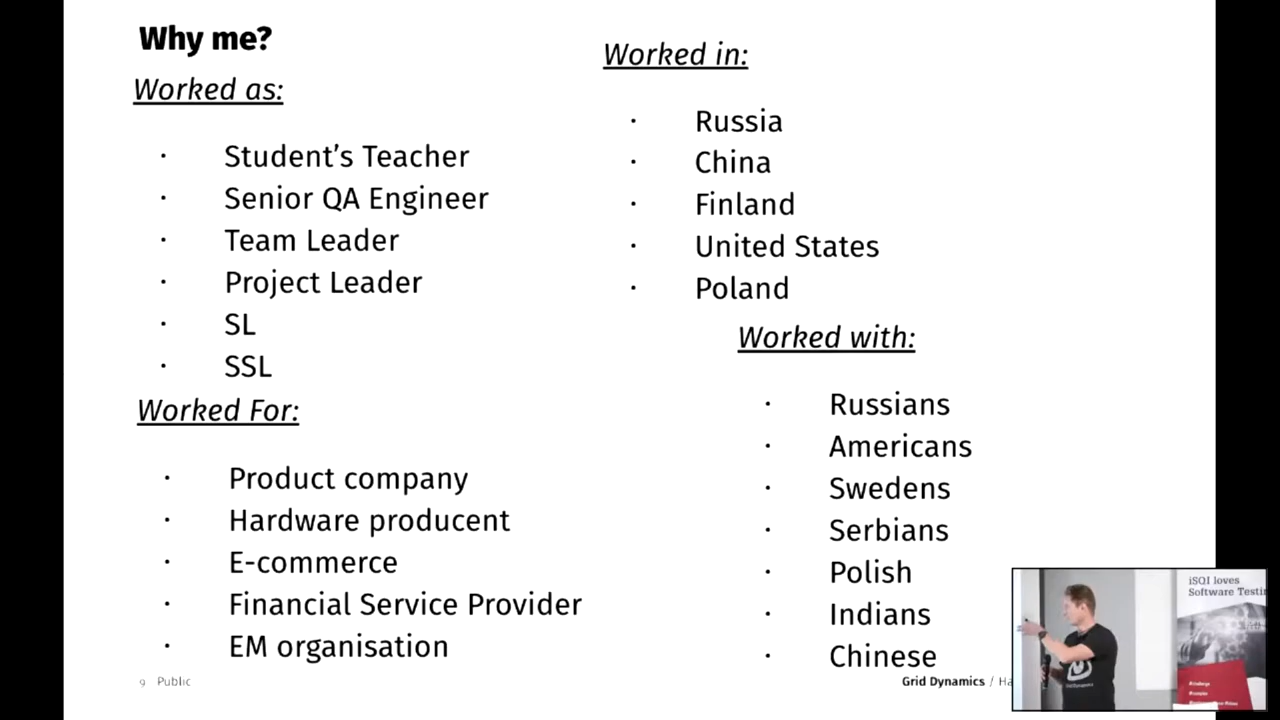 Why me?
Worked as:
· Student’s Teacher
· Senior QA Engineer
· Team Leader
· Project Leader
· SL
· SSL
Worked For:
· Product company
· Hardware producent
· E-commerce
· Financial Service Provider
· EM organisation
Worked in:
· Russia
· China
· Finland
· United States
· Poland
Worked with:
· Russians
· Americans
· Swedens
· Serbians
· Polish
· Indians
· Chinese
9 Public
Grid Dynamics / Ha
iSQI loves
Software Testin